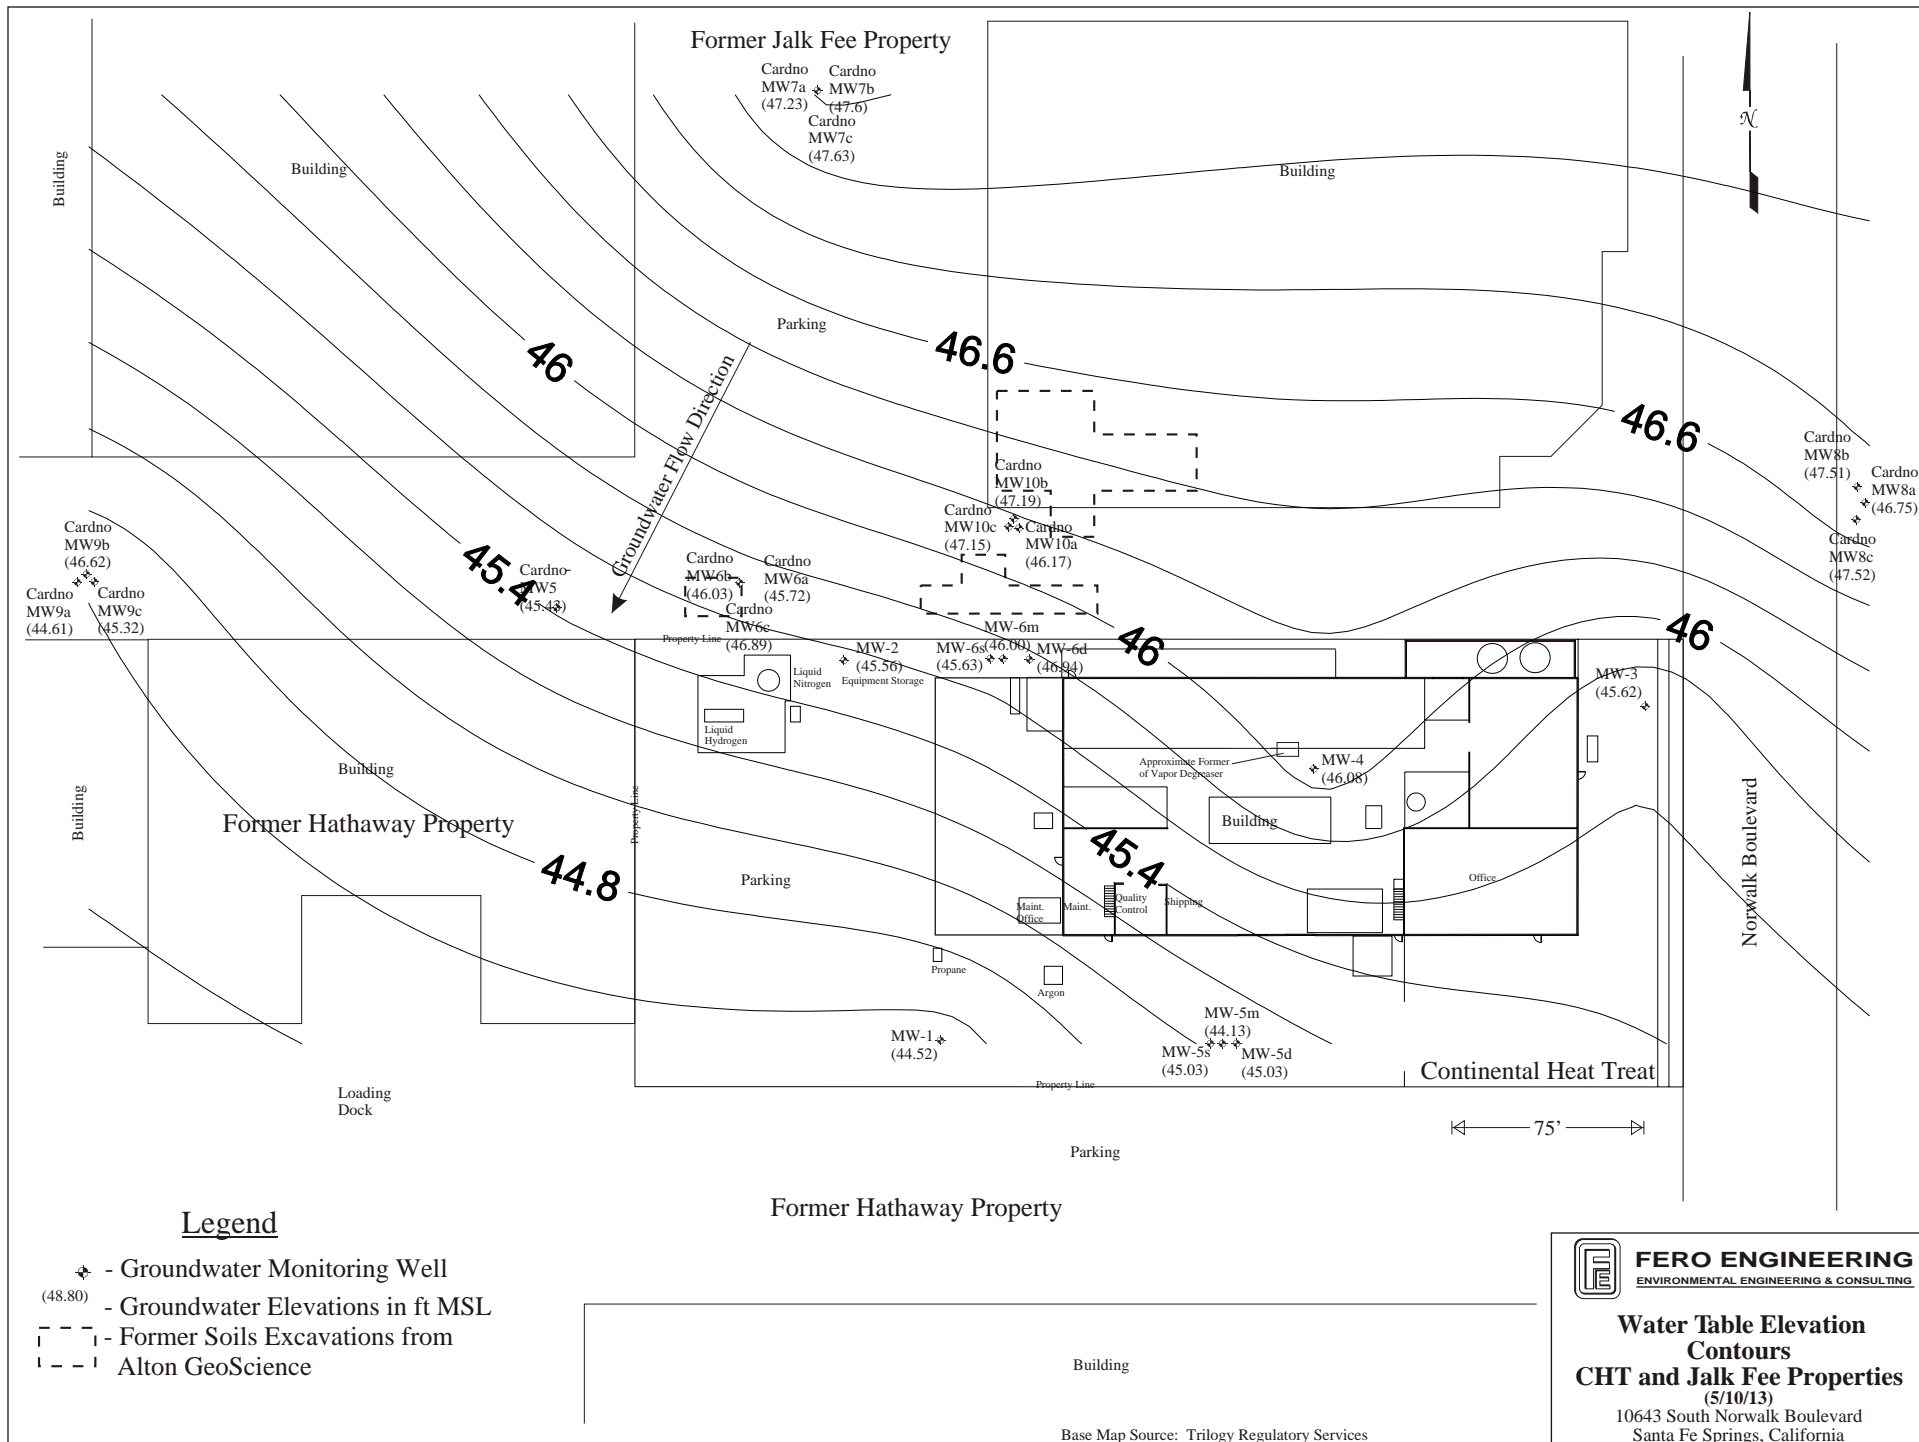 Former Jalk Fee Property
Cardno
MW7a
(47.23)
Cardno
MW7b
(47.6)
Cardno
MW7c
(47.63)
N
Building
Building
Building
Parking
46
46.6
46.6
Groundwater Flow Direction
Cardno
MW8b
(47.51)
Cardno
MW8a
(46.75)
Cardno
MW8c
(47.52)
Cardno
MW10b
(47.19)
Cardno
MW10c
(47.15)
Cardno
MW10a
(46.17)
Cardno
MW9b
(46.62)
Cardno
MW9a
(44.61)
Cardno
MW9c
(45.32)
45.4
Cardno-
MW5
(45.43)
Cardno
MW6b
(46.03)
Cardno
MW6a
(45.72)
Cardno
MW6c
(46.89)
Property Line
MW-2
(45.56)
Equipment Storage
MW-6m
(46.00)
MW-6s
(45.63)
MW-6d
(46.94)
46
46
MW-3
(45.62)
Liquid
Nitrogen
Liquid
Hydrogen
Approximate Former
of Vapor Degreaser
MW-4
(46.08)
Building
Building
Property Line
Building
Former Hathaway Property
44.8
Parking
45.4
Office
Maint.
Office
Maint.
Quality
Control
Shipping
Norwalk Boulevard
Propane
Argon
MW-1
(44.52)
MW-5m
(44.13)
MW-5s
(45.03)
MW-5d
(45.03)
Continental Heat Treat
Property Line
Loading
Dock
75'
Parking
Former Hathaway Property
Legend
- Groundwater Monitoring Well
(48.80)
- Groundwater Elevations in ft MSL
- Former Soils Excavations from
Alton GeoScience
Building
Base Map Source: Trilogy Regulatory Services
FE
FERO ENGINEERING
ENVIRONMENTAL ENGINEERING & CONSULTING
Water Table Elevation
Contours
CHT and Jalk Fee Properties
(5/10/13)
10643 South Norwalk Boulevard
Santa Fe Springs, California